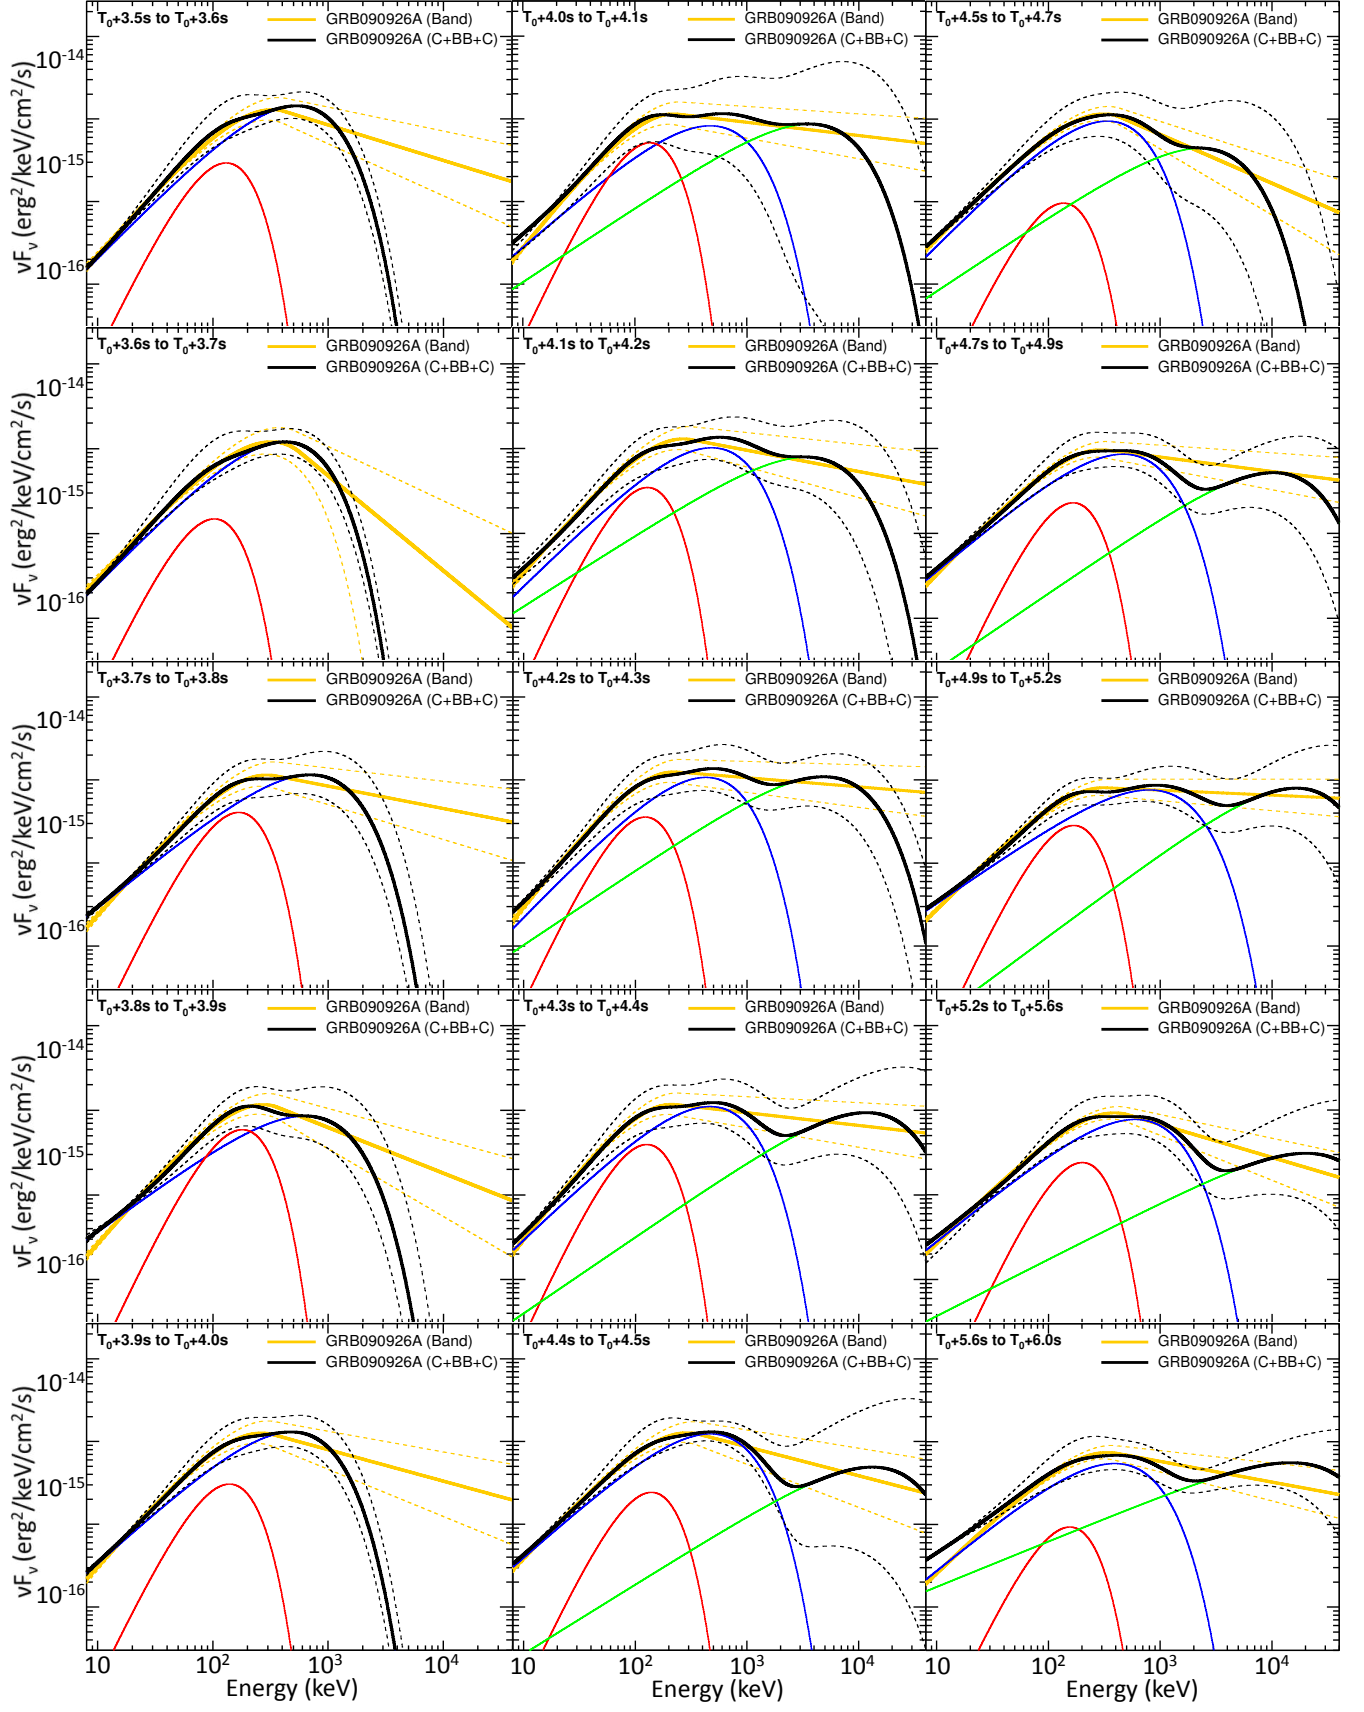 T₀+3.5s to T₀+3.6s
GRB090926A (Band)
GRB090926A (C+BB+C)
T₀+4.0s to T₀+4.1s
GRB090926A (Band)
GRB090926A (C+BB+C)
T₀+4.5s to T₀+4.7s
GRB090926A (Band)
GRB090926A (C+BB+C)
10⁻¹⁴
10⁻¹⁵
10⁻¹⁶
νFᵥ (erg²/keV/cm²/s)
T₀+3.6s to T₀+3.7s
GRB090926A (Band)
GRB090926A (C+BB+C)
T₀+4.1s to T₀+4.2s
GRB090926A (Band)
GRB090926A (C+BB+C)
T₀+4.7s to T₀+4.9s
GRB090926A (Band)
GRB090926A (C+BB+C)
10⁻¹⁴
10⁻¹⁵
10⁻¹⁶
νFᵥ (erg²/keV/cm²/s)
T₀+3.7s to T₀+3.8s
GRB090926A (Band)
GRB090926A (C+BB+C)
T₀+4.2s to T₀+4.3s
GRB090926A (Band)
GRB090926A (C+BB+C)
T₀+4.9s to T₀+5.2s
GRB090926A (Band)
GRB090926A (C+BB+C)
10⁻¹⁴
10⁻¹⁵
10⁻¹⁶
νFᵥ (erg²/keV/cm²/s)
T₀+3.8s to T₀+3.9s
GRB090926A (Band)
GRB090926A (C+BB+C)
T₀+4.3s to T₀+4.4s
GRB090926A (Band)
GRB090926A (C+BB+C)
T₀+5.2s to T₀+5.6s
GRB090926A (Band)
GRB090926A (C+BB+C)
10⁻¹⁴
10⁻¹⁵
10⁻¹⁶
νFᵥ (erg²/keV/cm²/s)
T₀+3.9s to T₀+4.0s
GRB090926A (Band)
GRB090926A (C+BB+C)
T₀+4.4s to T₀+4.5s
GRB090926A (Band)
GRB090926A (C+BB+C)
T₀+5.6s to T₀+6.0s
GRB090926A (Band)
GRB090926A (C+BB+C)
10⁻¹⁴
10⁻¹⁵
10⁻¹⁶
νFᵥ (erg²/keV/cm²/s)
10 10² 10³ 10⁴
10 10² 10³ 10⁴
10 10² 10³ 10⁴
Energy (keV)
Energy (keV)
Energy (keV)